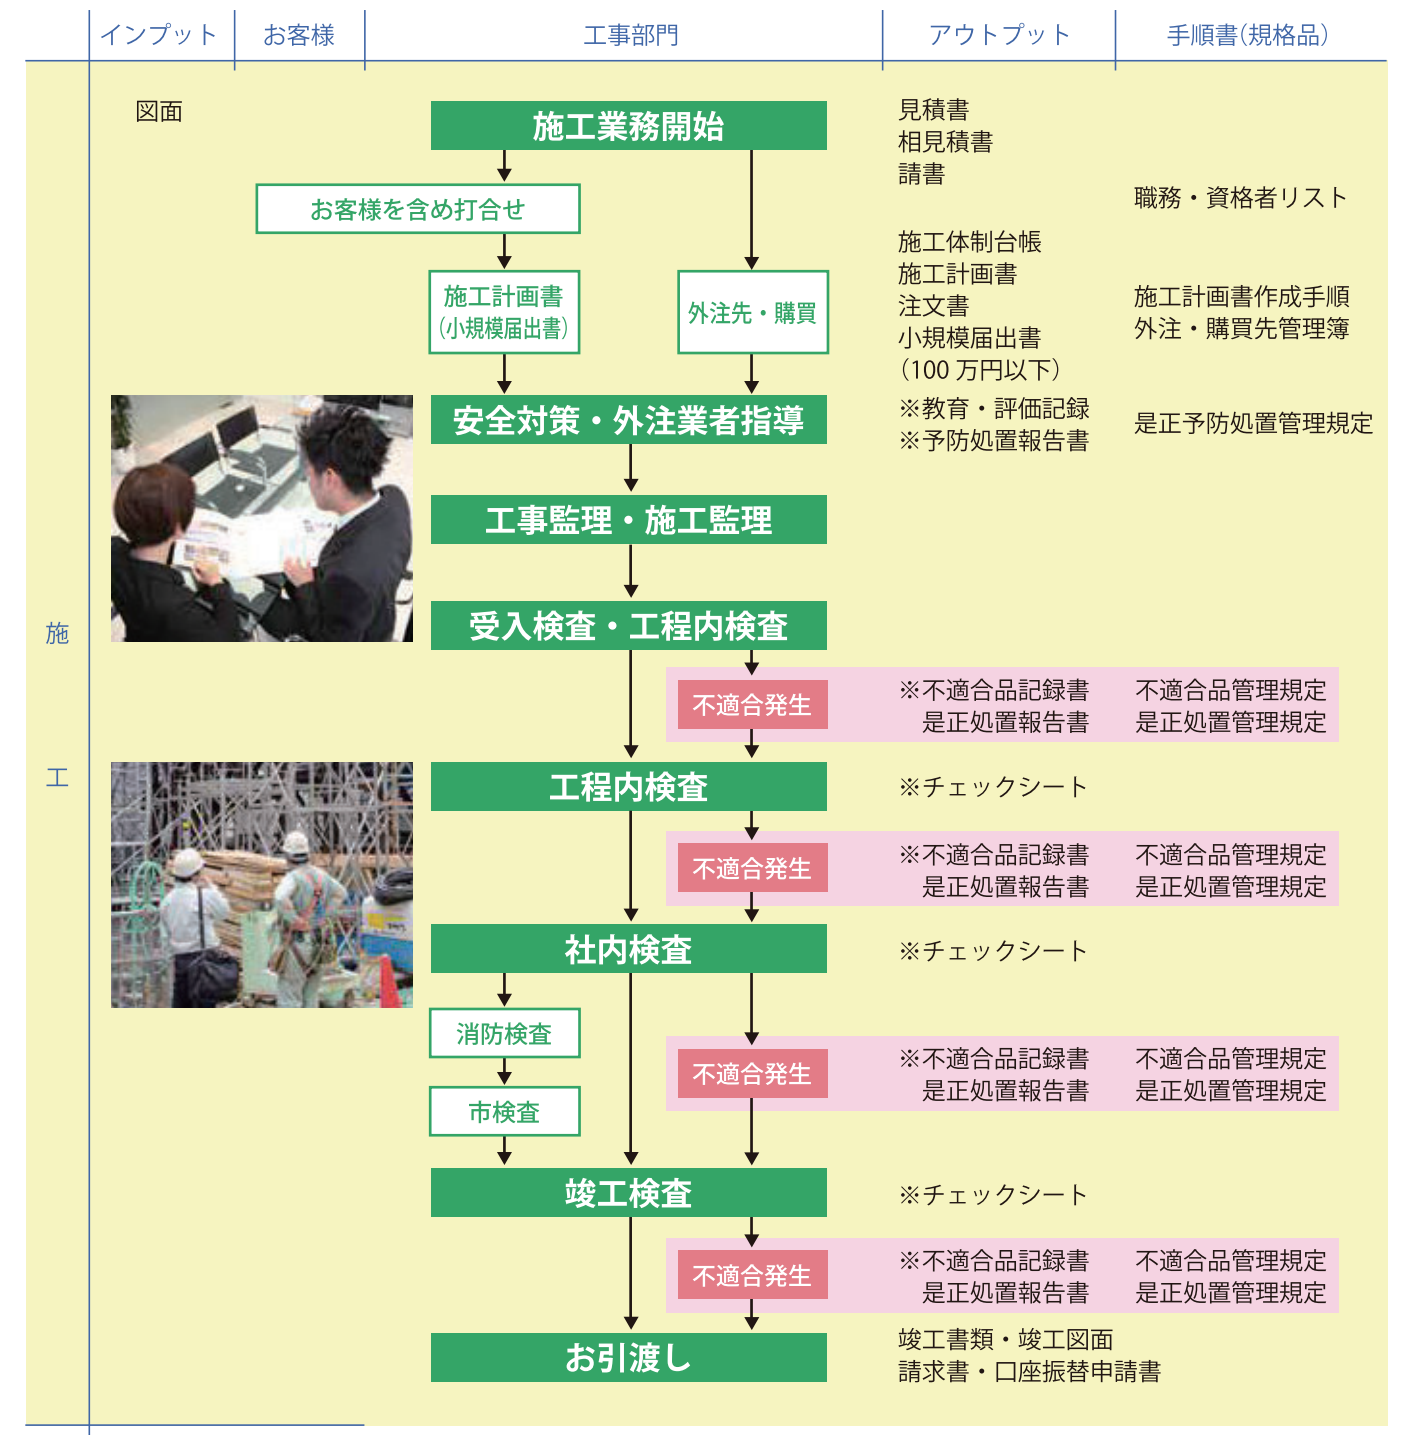 インプット
お客様
工事部門
アウトプット
手順書(規格品)
施
工
図面
施工業務開始
見積書
相見積書
請書
お客様を含め打合せ
職務・資格者リスト
施工計画書
(小規模届出書)
外注先・購買
施工体制台帳
施工計画書
注文書
小規模届出書
(100 万円以下)
施工計画書作成手順
外注・購買先管理簿
安全対策・外注業者指導
※教育・評価記録
※予防処置報告書
是正予防処置管理規定
工事監理・施工監理
受入検査・工程内検査
不適合発生
※不適合品記録書
是正処置報告書
不適合品管理規定
是正処置管理規定
工程内検査
※チェックシート
不適合発生
※不適合品記録書
是正処置報告書
不適合品管理規定
是正処置管理規定
社内検査
※チェックシート
消防検査
市検査
不適合発生
※不適合品記録書
是正処置報告書
不適合品管理規定
是正処置管理規定
竣工検査
※チェックシート
不適合発生
※不適合品記録書
是正処置報告書
不適合品管理規定
是正処置管理規定
お引渡し
竣工書類・竣工図面
請求書・口座振替申請書